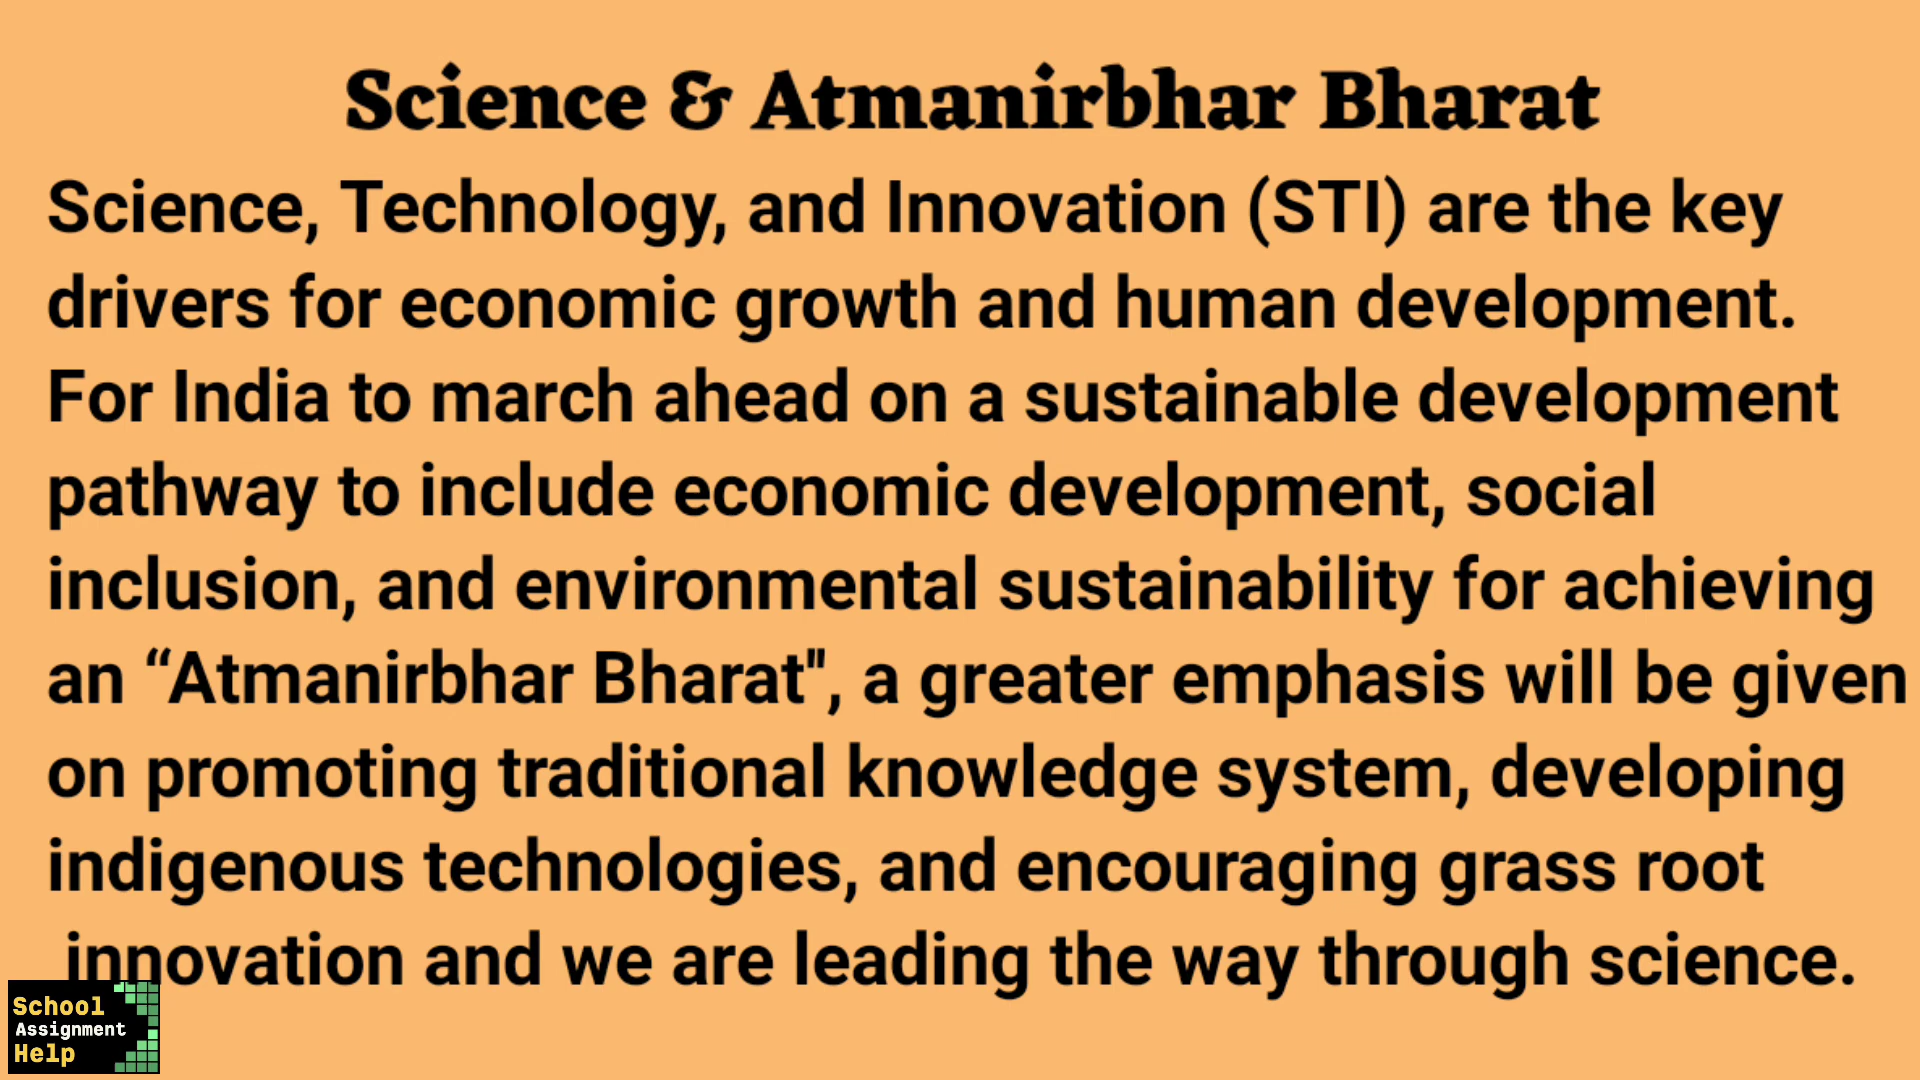 Science & Atmanirbhar Bharat
Science, Technology, and Innovation (STI) are the key
drivers for economic growth and human development.
For India to march ahead on a sustainable development
pathway to include economic development, social
inclusion, and environmental sustainability for achieving
an “Atmanirbhar Bharat", a greater emphasis will be given
on promoting traditional knowledge system, developing
indigenous technologies, and encouraging grass root
innovation and we are leading the way through science.
School
Assignment
Help